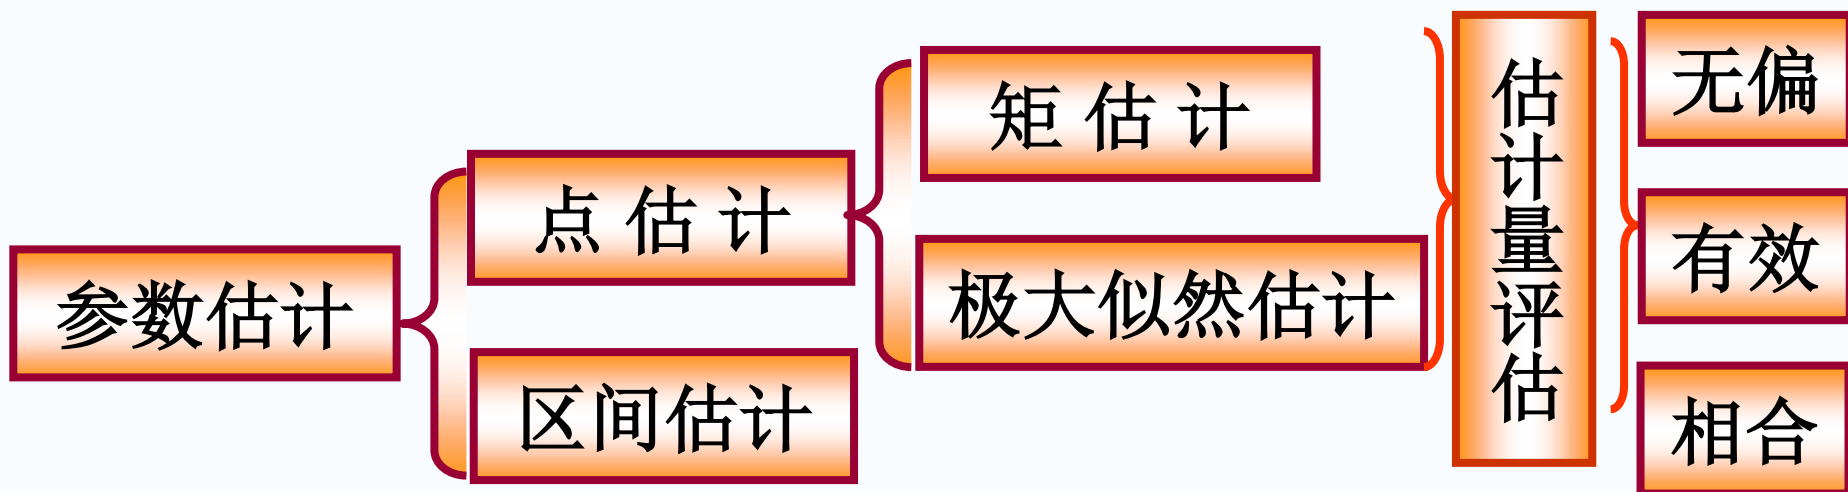 参数估计
点估计
区间估计
矩估计
极大似然估计
估计量评估
无偏
有效
相合